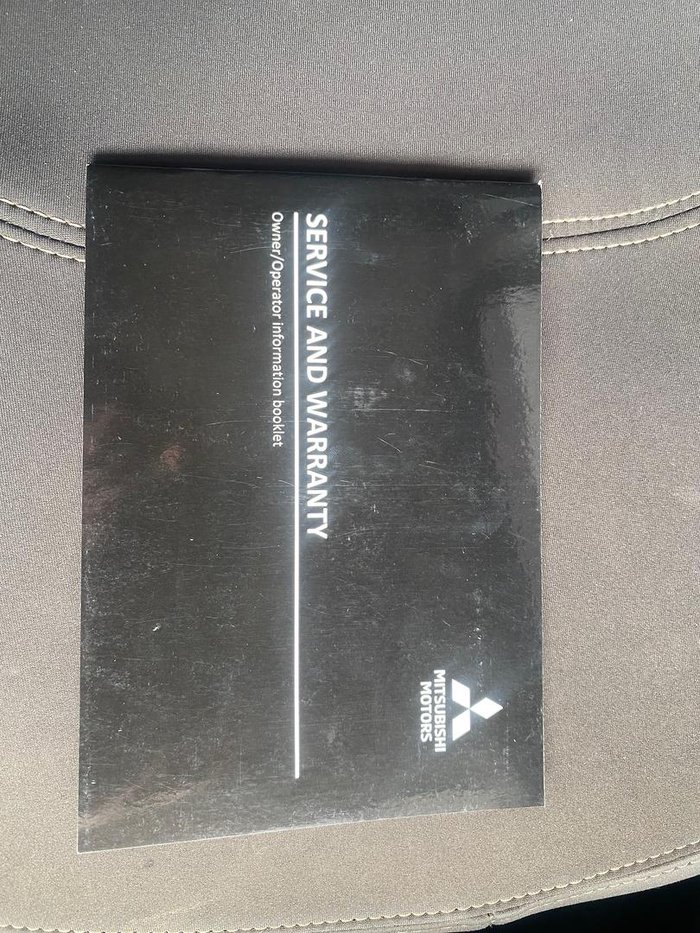 MITSUBISHI
MOTORS
SERVICE AND WARRANTY
Owner/Operator information booklet